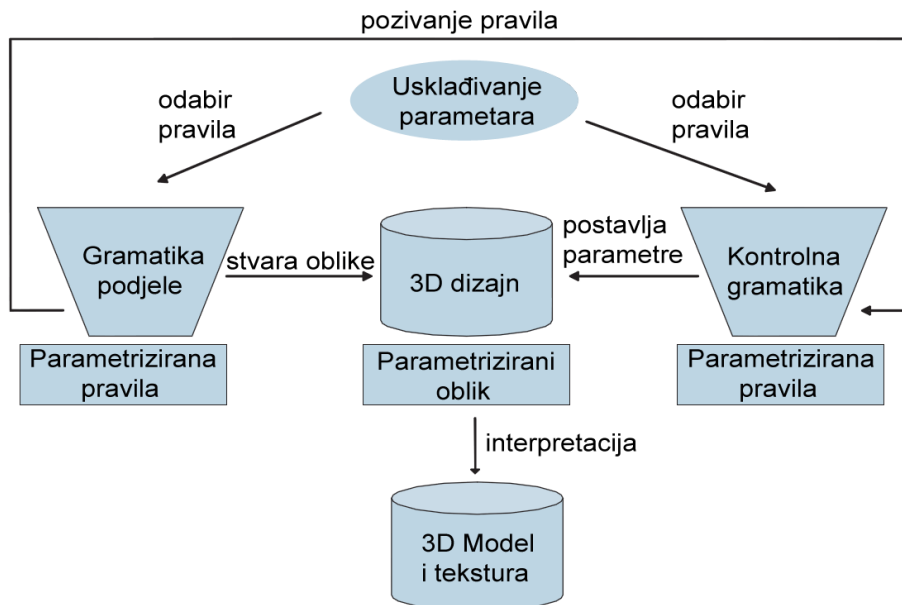 pozivanje pravila
Usklađivanje
parametara
odabir
pravila
odabir
pravila
Gramatika
podjele
stvara oblike
3D dizajn
postavlja
parametre
Kontrolna
gramatika
Parametrizirana
pravila
Parametrizirani
oblik
Parametrizirana
pravila
interpretacija
3D Model
i tekstura